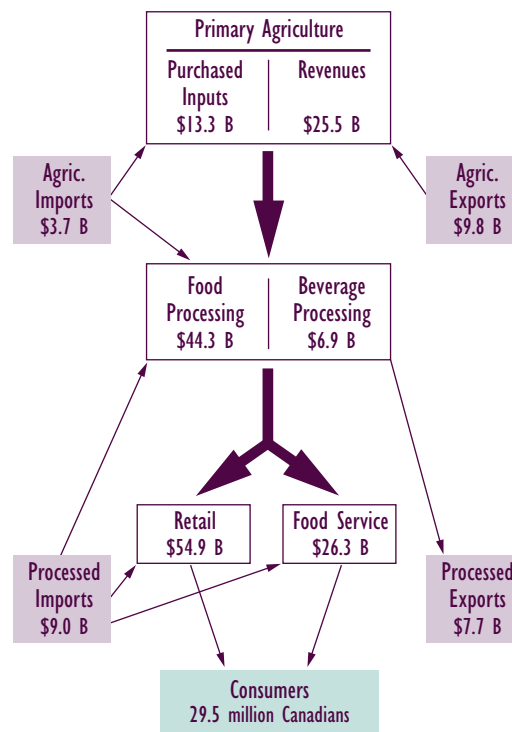 Primary Agriculture
Purchased
Inputs
$13.3 B
Revenues
$25.5 B
Agric.
Imports
$3.7 B
Agric.
Exports
$9.8 B
Food
Processing
$44.3 B
Beverage
Processing
$6.9 B
Retail
$54.9 B
Food Service
$26.3 B
Processed
Imports
$9.0 B
Processed
Exports
$7.7 B
Consumers
29.5 million Canadians